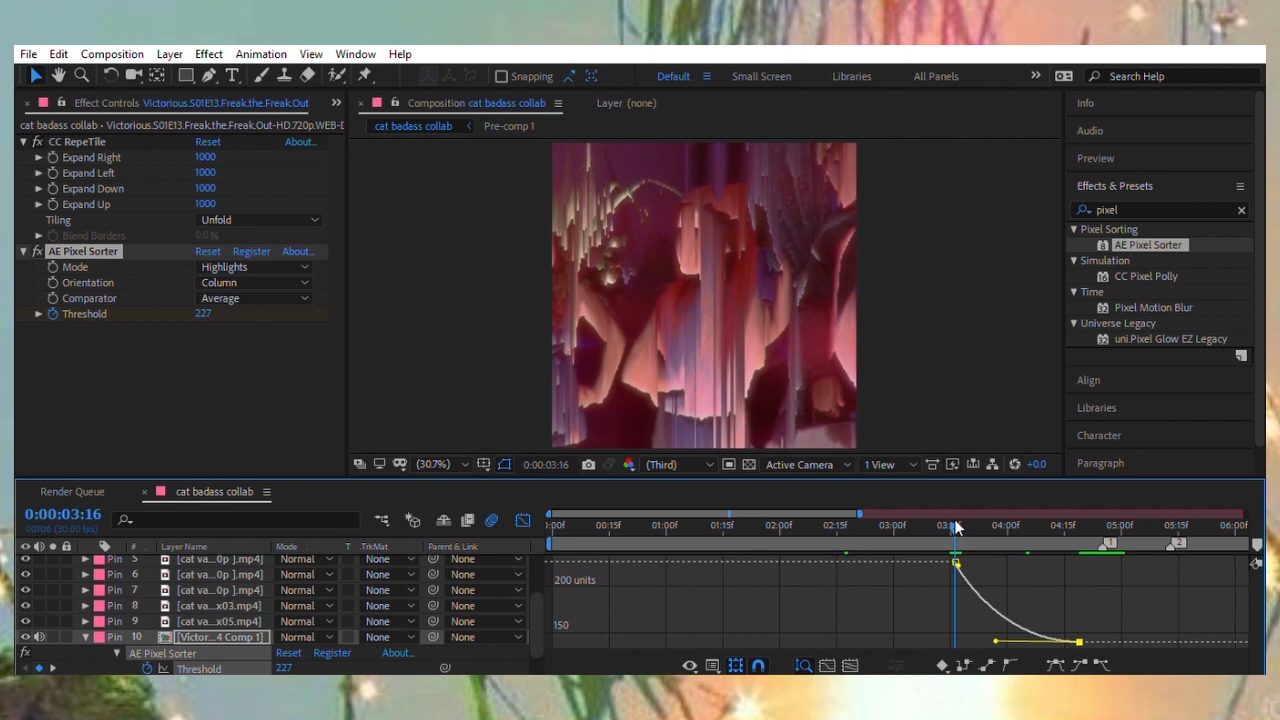 File Edit Composition Layer Effect Animation View Window Help
Snapping Default Small Screen Libraries All Panels Search Help
Effect Controls Victorious.S01E13.Freak.the.Freak.Out
cat badass collab - Victorious.S01E13.Freak.the.Freak.Out-HD.720p.WEB-D
fx CC RepeTile Reset About...
Expand Right 1000
Expand Left 1000
Expand Down 1000
Expand Up 1000
Tiling Unfold
Blend Borders 0.0 %
fx AE Pixel Sorter Reset Register About...
Mode Highlights
Orientation Column
Comparator Average
Threshold 227
Composition cat badass collab Layer (none)
cat badass collab Pre-comp 1
(30.7%) 0:00:03:16 (Third) Active Camera 1 View +0.0
Info
Audio
Preview
Effects & Presets
pixel
Pixel Sorting
AE Pixel Sorter
Simulation
CC Pixel Polly
Time
Pixel Motion Blur
Universe Legacy
uni.Pixel Glow EZ Legacy
Align
Libraries
Character
Paragraph
Render Queue cat badass collab
0:00:03:16
00106 (30.00 fps)
:00f 00:15f 01:00f 01:15f 02:00f 02:15f 03:00f 04:00f 04:15f 05:00f 05:15f 06:00f
1 2
# Layer Name Mode T .TrkMat Parent & Link
Pin 5 [cat va...0p ].mp4] Normal None None
Pin 6 [cat va...0p ].mp4] Normal None None
Pin 7 [cat va...0p ].mp4] Normal None None
Pin 8 [cat va...x03.mp4] Normal None None
Pin 9 [cat va...x05.mp4] Normal None None
Pin 10 [Victor...4 Comp 1] Normal None None
fx AE Pixel Sorter Reset Register About...
Threshold 227
200 units
150